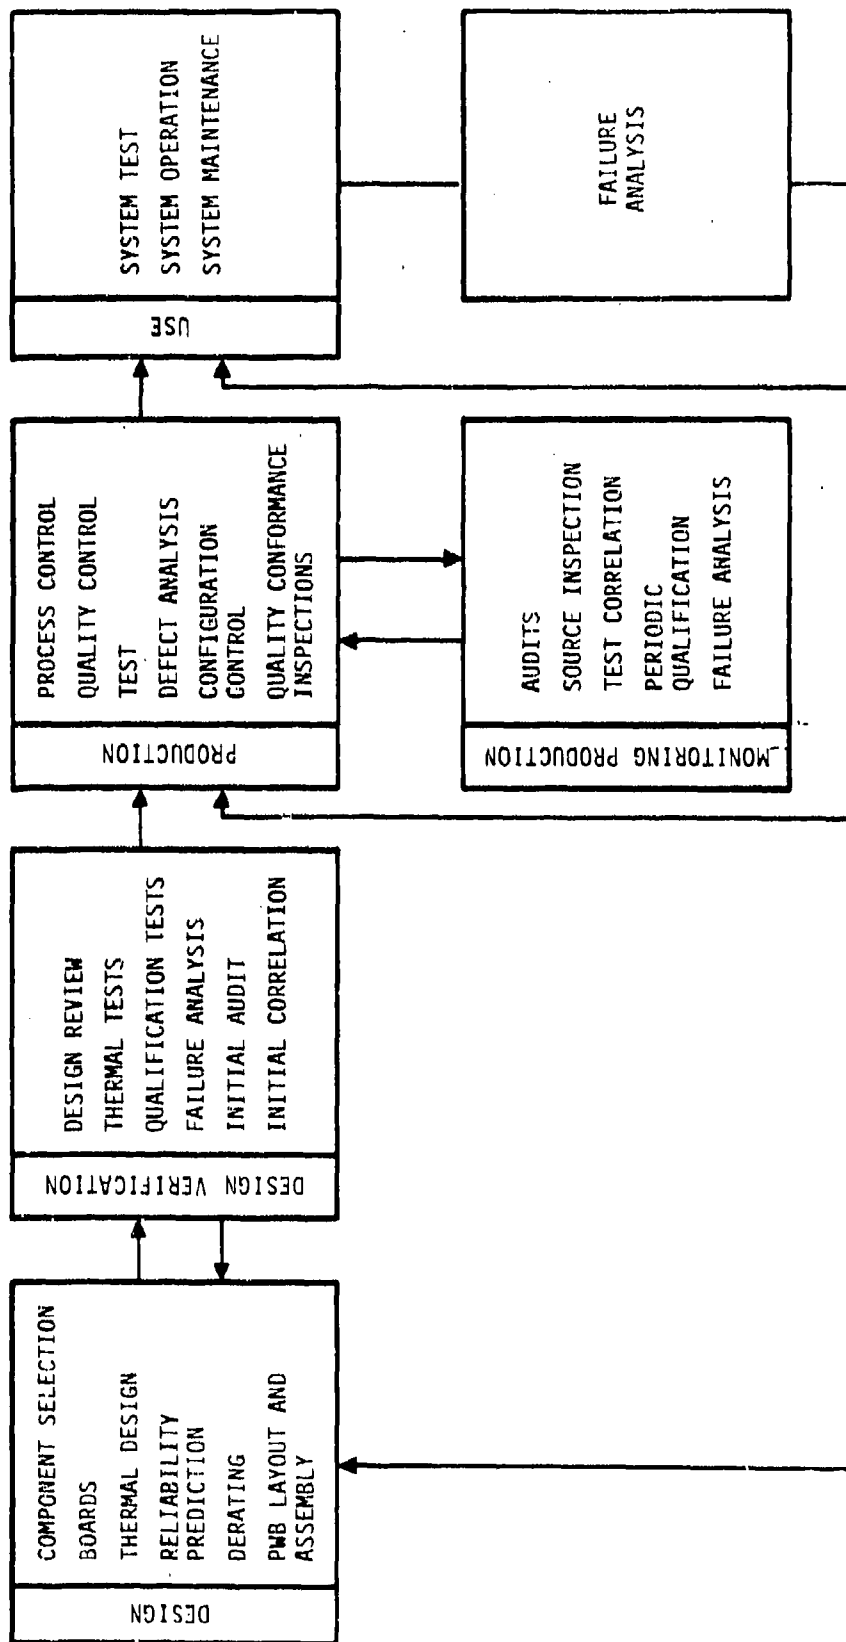 DESIGN
COMPONENT SELECTION
BOARDS
THERMAL DESIGN
RELIABILITY
PREDICTION
DERATING
PWB LAYOUT AND
ASSEMBLY
DESIGN VERIFICATION
DESIGN REVIEW
THERMAL TESTS
QUALIFICATION TESTS
FAILURE ANALYSIS
INITIAL AUDIT
INITIAL CORRELATION
PRODUCTION
PROCESS CONTROL
QUALITY CONTROL
TEST
DEFECT ANALYSIS
CONFIGURATION
CONTROL
QUALITY CONFORMANCE
INSPECTIONS
USE
SYSTEM TEST
SYSTEM OPERATION
SYSTEM MAINTENANCE
MONITORING PRODUCTION
AUDITS
SOURCE INSPECTION
TEST CORRELATION
PERIODIC
QUALIFICATION
FAILURE ANALYSIS
FAILURE
ANALYSIS